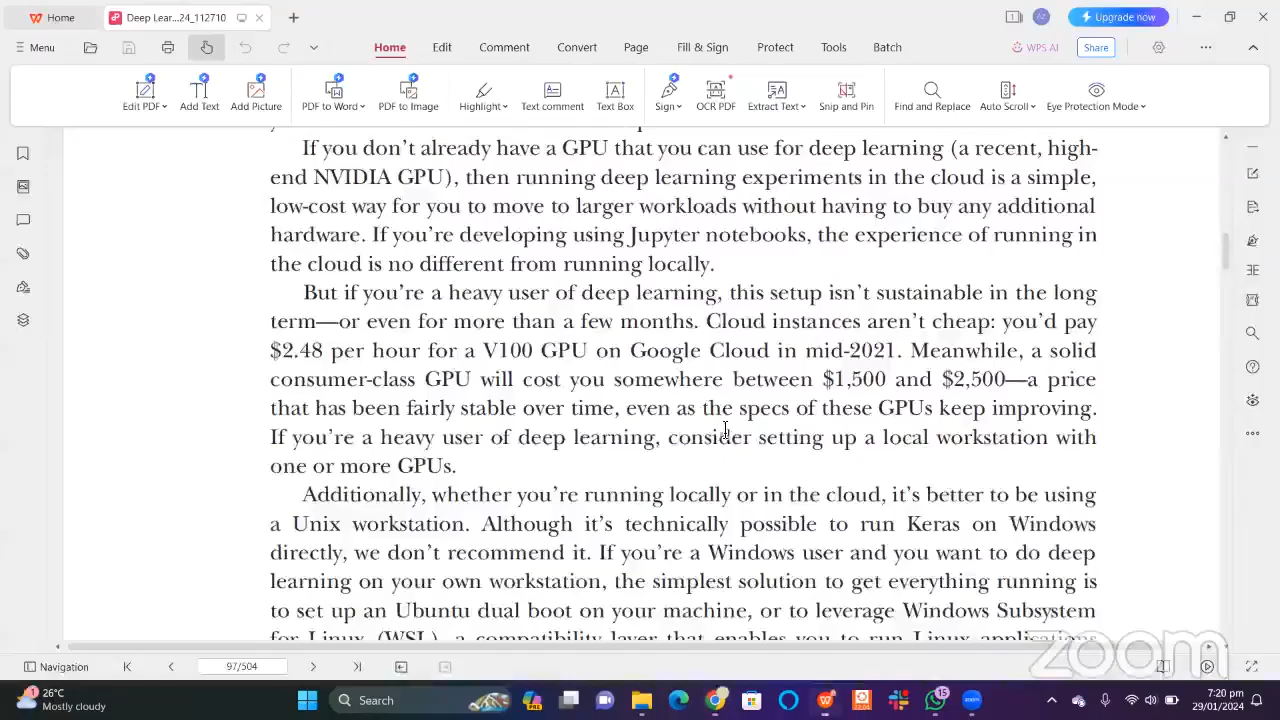 Home
Deep Lear...24_112710
Upgrade now
Menu
Home Edit Comment Convert Page Fill & Sign Protect Tools Batch
WPS AI
Share
Edit PDF Add Text Add Picture PDF to Word PDF to Image Highlight Text comment Text Box Sign OCR PDF Extract Text Snip and Pin Find and Replace Auto Scroll Eye Protection Mode
If you don't already have a GPU that you can use for deep learning (a recent, high-
end NVIDIA GPU), then running deep learning experiments in the cloud is a simple,
low-cost way for you to move to larger workloads without having to buy any additional
hardware. If you're developing using Jupyter notebooks, the experience of running in
the cloud is no different from running locally.
But if you're a heavy user of deep learning, this setup isn't sustainable in the long
term—or even for more than a few months. Cloud instances aren't cheap: you'd pay
$2.48 per hour for a V100 GPU on Google Cloud in mid-2021. Meanwhile, a solid
consumer-class GPU will cost you somewhere between $1,500 and $2,500—a price
that has been fairly stable over time, even as the specs of these GPUs keep improving.
If you're a heavy user of deep learning, consider setting up a local workstation with
one or more GPUs.
Additionally, whether you're running locally or in the cloud, it's better to be using
a Unix workstation. Although it's technically possible to run Keras on Windows
directly, we don't recommend it. If you're a Windows user and you want to do deep
learning on your own workstation, the simplest solution to get everything running is
to set up an Ubuntu dual boot on your machine, or to leverage Windows Subsystem
for Linux (WSL), a compatibility layer that enables you to run Linux applications
zoom
Navigation
97/504
26°C
Mostly cloudy
Search
15
7:20 pm
29/01/2024